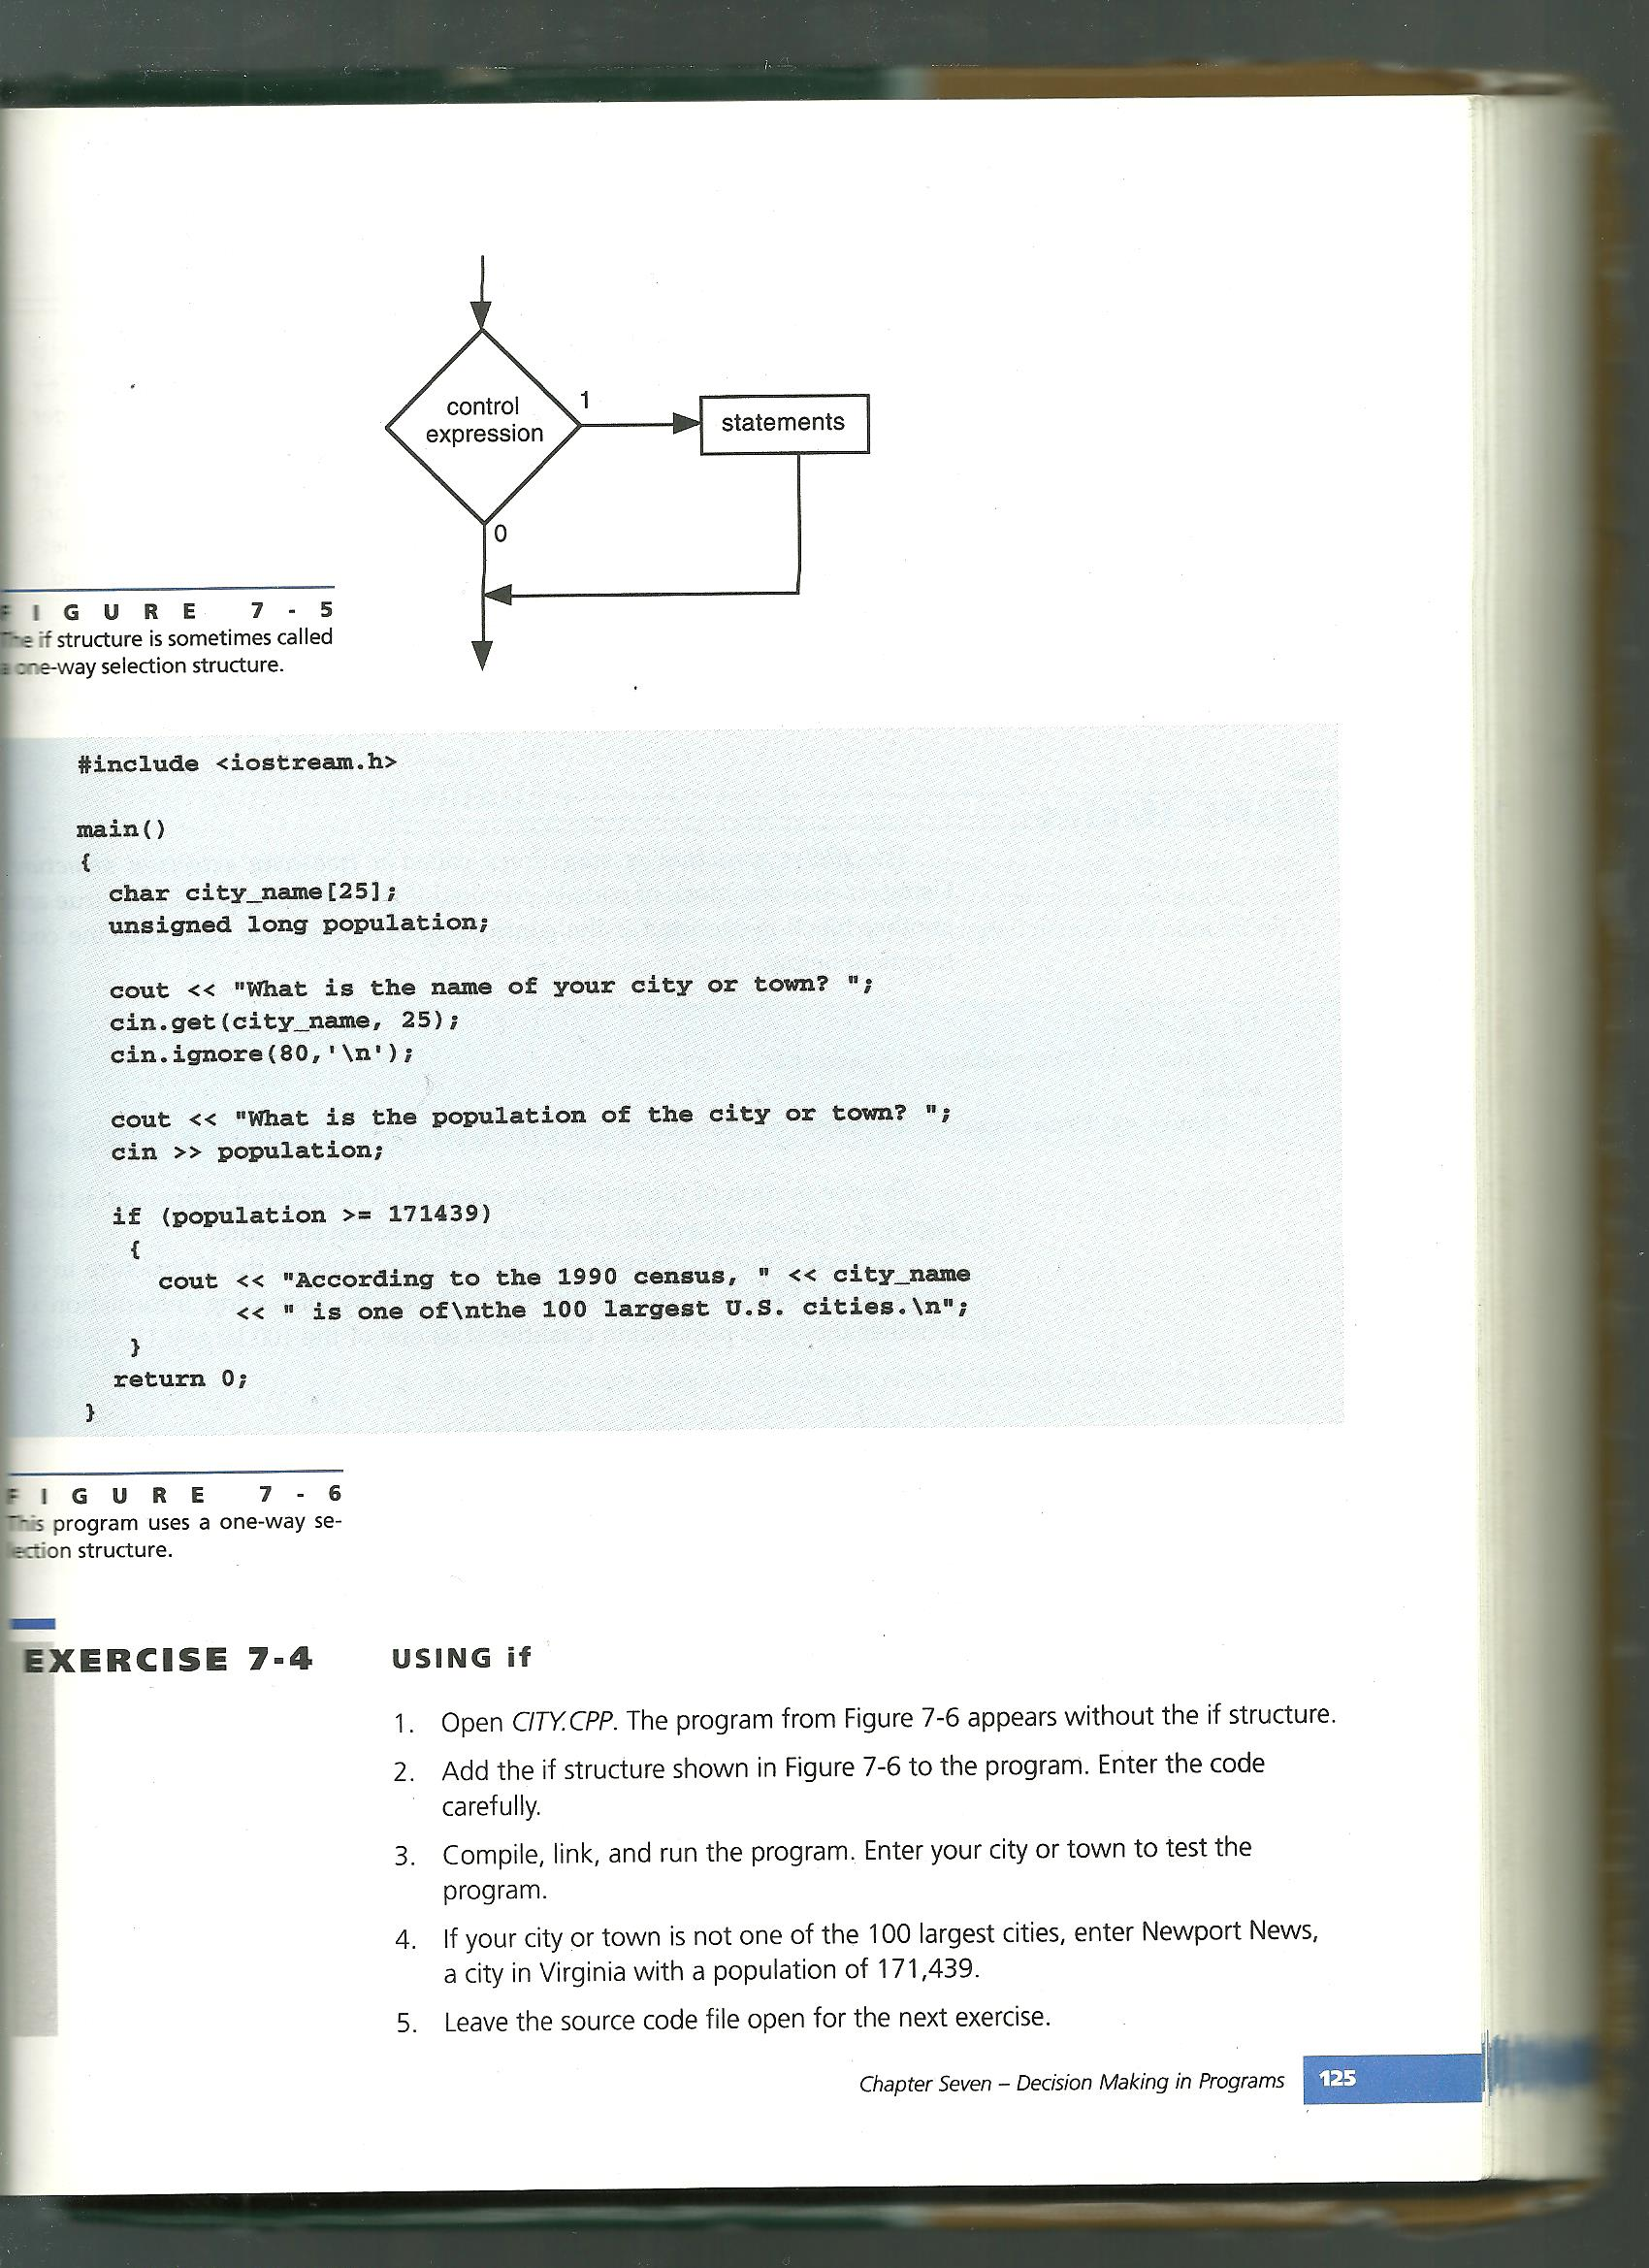 control
expression
1
statements
0
FIGURE 7-5
The if structure is sometimes called
a one-way selection structure.
#include <iostream.h>
main()
{
char city_name[25];
unsigned long population;
cout << "What is the name of your city or town? ";
cin.get(city_name, 25);
cin.ignore(80,'\n');
cout << "What is the population of the city or town? ";
cin >> population;
if (population >= 171439)
{
cout << "According to the 1990 census, " << city_name
<< " is one of\nthe 100 largest U.S. cities.\n";
}
return 0;
}
FIGURE 7-6
This program uses a one-way se-
lection structure.
EXERCISE 7-4 USING if
1. Open CITY.CPP. The program from Figure 7-6 appears without the if structure.
2. Add the if structure shown in Figure 7-6 to the program. Enter the code
carefully.
3. Compile, link, and run the program. Enter your city or town to test the
program.
4. If your city or town is not one of the 100 largest cities, enter Newport News,
a city in Virginia with a population of 171,439.
5. Leave the source code file open for the next exercise.
Chapter Seven – Decision Making in Programs 125